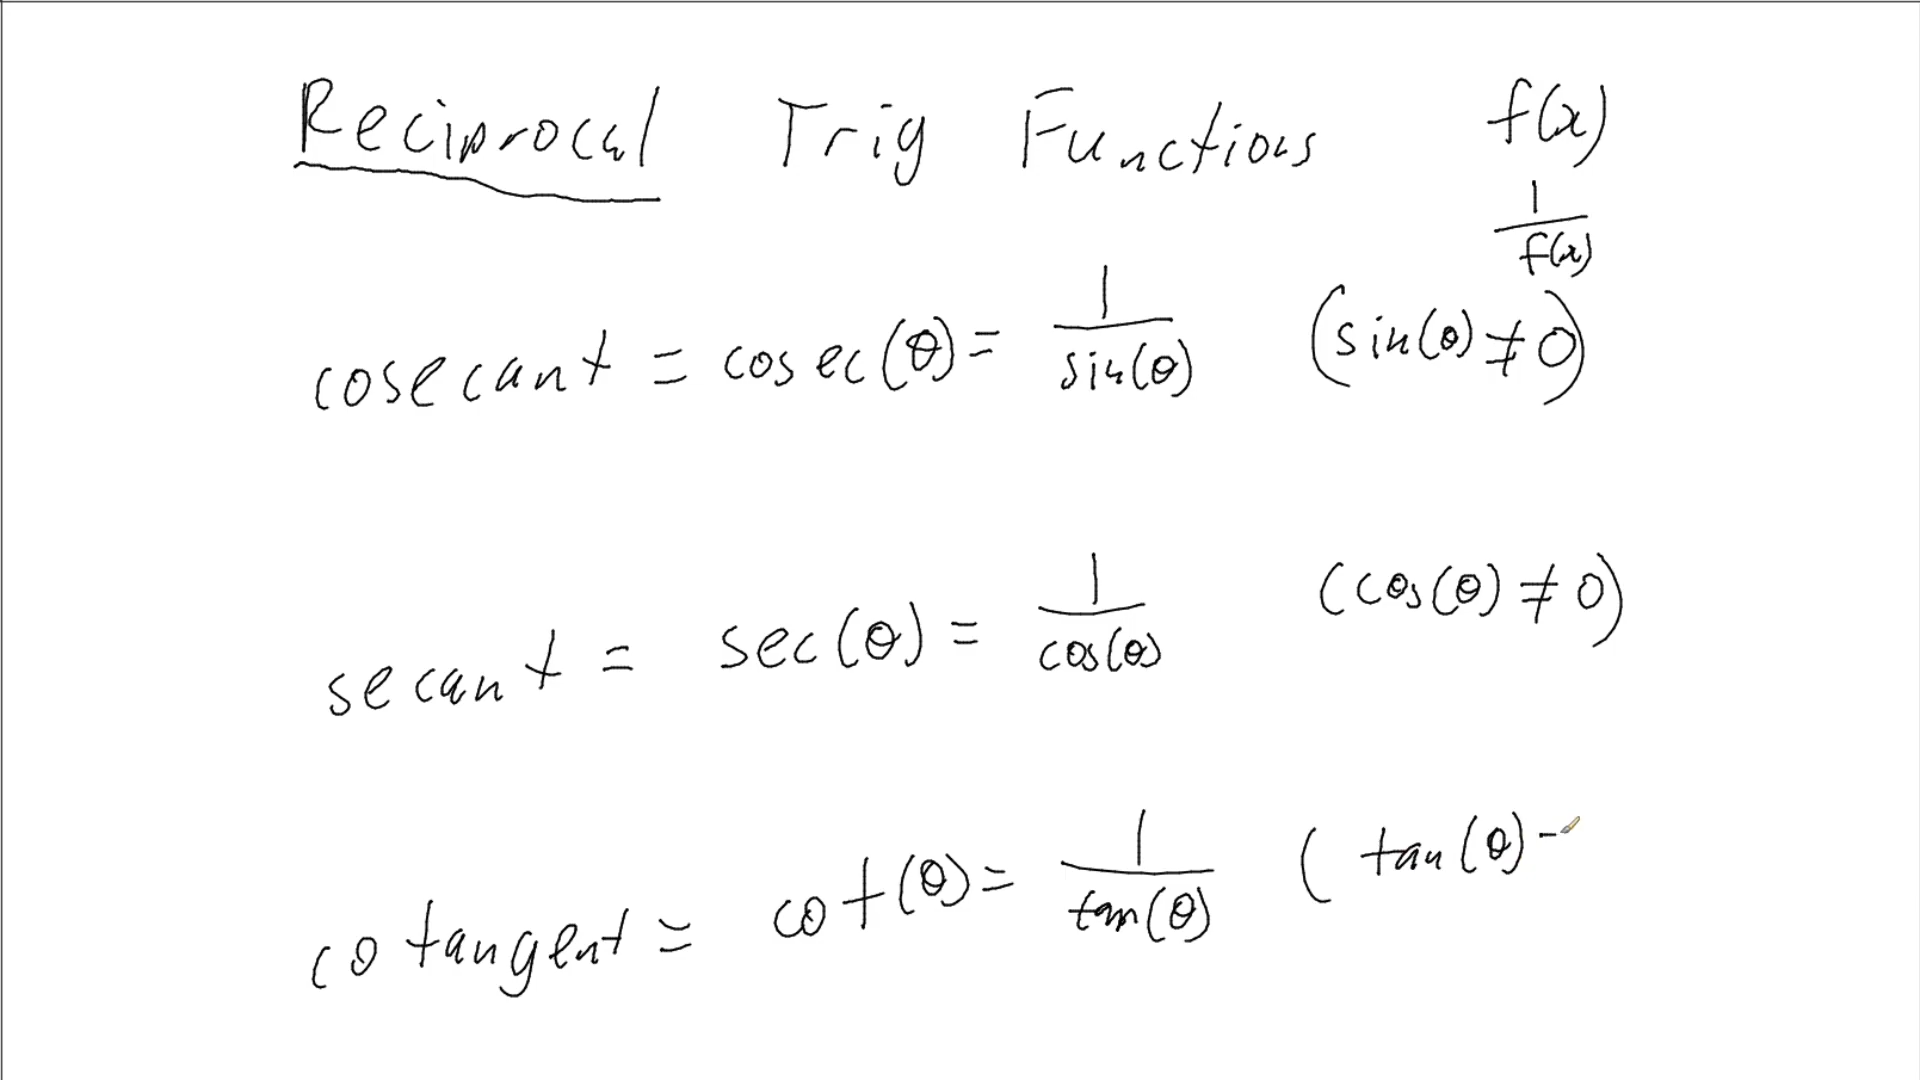 Reciprocal Trig Functions f(x)
1/f(x)
cosecant = cosec(θ) = 1/sin(θ) (sin(θ) ≠ 0)
secant = sec(θ) = 1/cos(θ) (cos(θ) ≠ 0)
cotangent = cot(θ) = 1/tan(θ) ( tan(θ) -